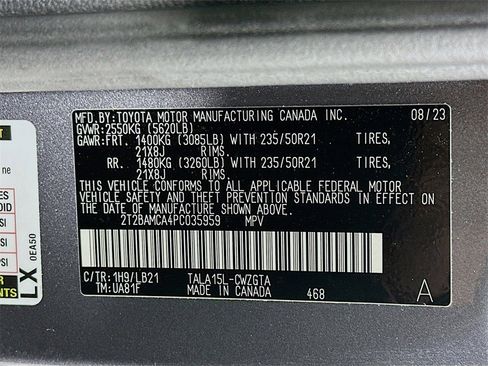 MFD.BY:TOYOTA MOTOR MANUFACTURING CANADA INC. 08/23
GVWR:2550KG (5620LB)
GAWR:FRT. 1400KG (3085LB) WITH 235/50R21 TIRES,
21X8J RIMS.
RR. 1480KG (3260LB) WITH 235/50R21 TIRES,
21X8J RIMS.
THIS VEHICLE CONFORMS TO ALL APPLICABLE FEDERAL MOTOR
VEHICLE SAFETY AND THEFT PREVENTION STANDARDS IN EFFECT ON
THE DATE OF MANUFACTURE SHOWN ABOVE.
2T2BAMCA4PC035959 MPV
C/TR:1H9/LB21 TALA15L-CWZGTA
TM:UA81F MADE IN CANADA 468 A
LX 0EA50
ne
SI
SI